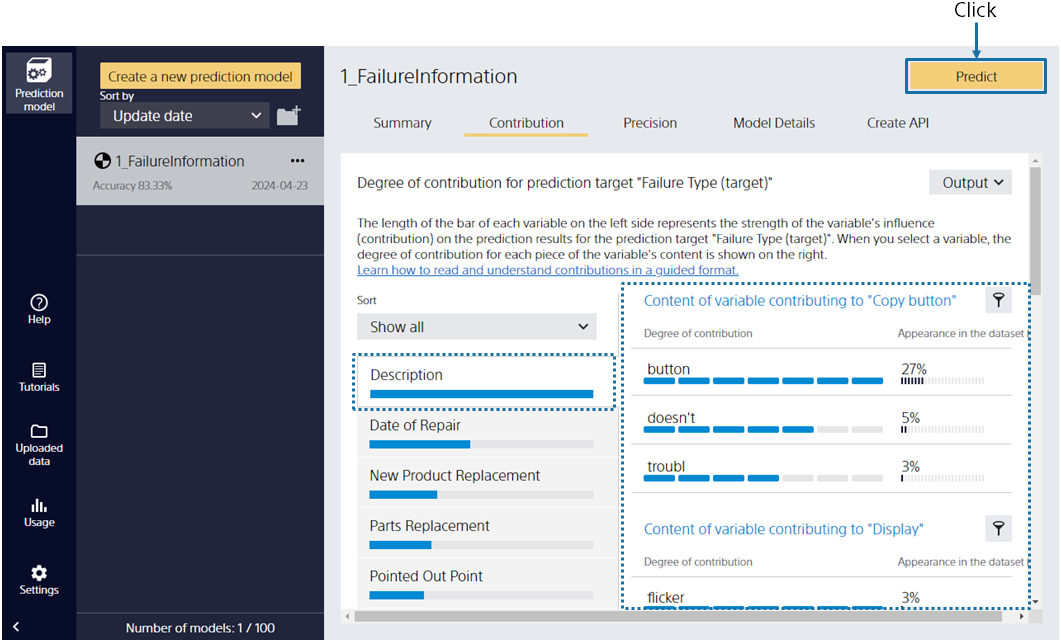 Click
Prediction
model
Help
Tutorials
Uploaded
data
Usage
Settings
Create a new prediction model
Sort by
Update date
1_FailureInformation
Accuracy 83.33%
2024-04-23
Number of models: 1 / 100
1_FailureInformation
Predict
Summary
Contribution
Precision
Model Details
Create API
Degree of contribution for prediction target "Failure Type (target)"
Output
The length of the bar of each variable on the left side represents the strength of the variable's influence
(contribution) on the prediction results for the prediction target "Failure Type (target)". When you select a variable, the
degree of contribution for each piece of the variable's content is shown on the right.
Learn how to read and understand contributions in a guided format.
Sort
Show all
Description
Date of Repair
New Product Replacement
Parts Replacement
Pointed Out Point
Content of variable contributing to "Copy button"
Degree of contribution
Appearance in the dataset
button
27%
doesn't
5%
troubl
3%
Content of variable contributing to "Display"
Degree of contribution
Appearance in the dataset
flicker
3%